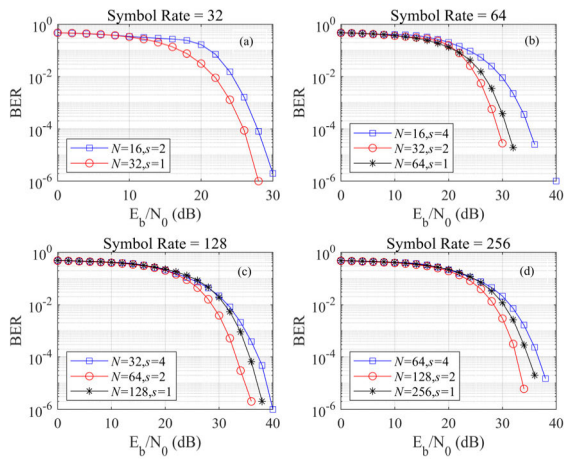 Symbol Rate = 32
10^0
10^-2
10^-4
10^-6
BER
(a)
N=16,s=2
N=32,s=1
0 10 20 30
E_b/N_0 (dB)
Symbol Rate = 64
10^0
10^-2
10^-4
10^-6
BER
(b)
N=16,s=4
N=32,s=2
N=64,s=1
0 10 20 30 40
E_b/N_0 (dB)
Symbol Rate = 128
10^0
10^-2
10^-4
10^-6
BER
(c)
N=32,s=4
N=64,s=2
N=128,s=1
0 10 20 30 40
E_b/N_0 (dB)
Symbol Rate = 256
10^0
10^-2
10^-4
10^-6
BER
(d)
N=64,s=4
N=128,s=2
N=256,s=1
0 10 20 30 40
E_b/N_0 (dB)